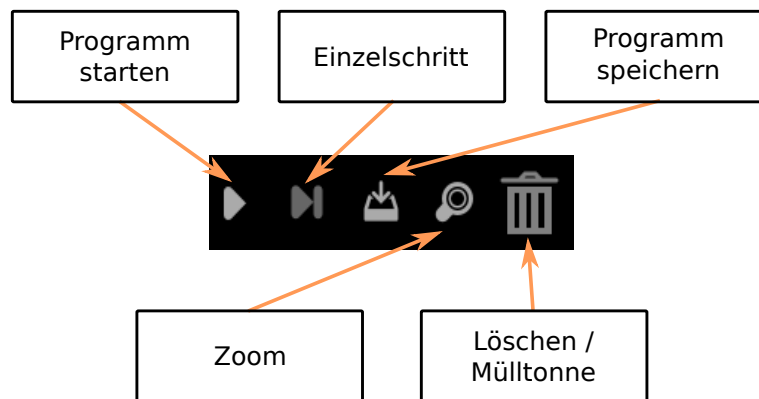 Programm
starten
Einzelschritt
Programm
speichern
Zoom
Löschen /
Mülltonne